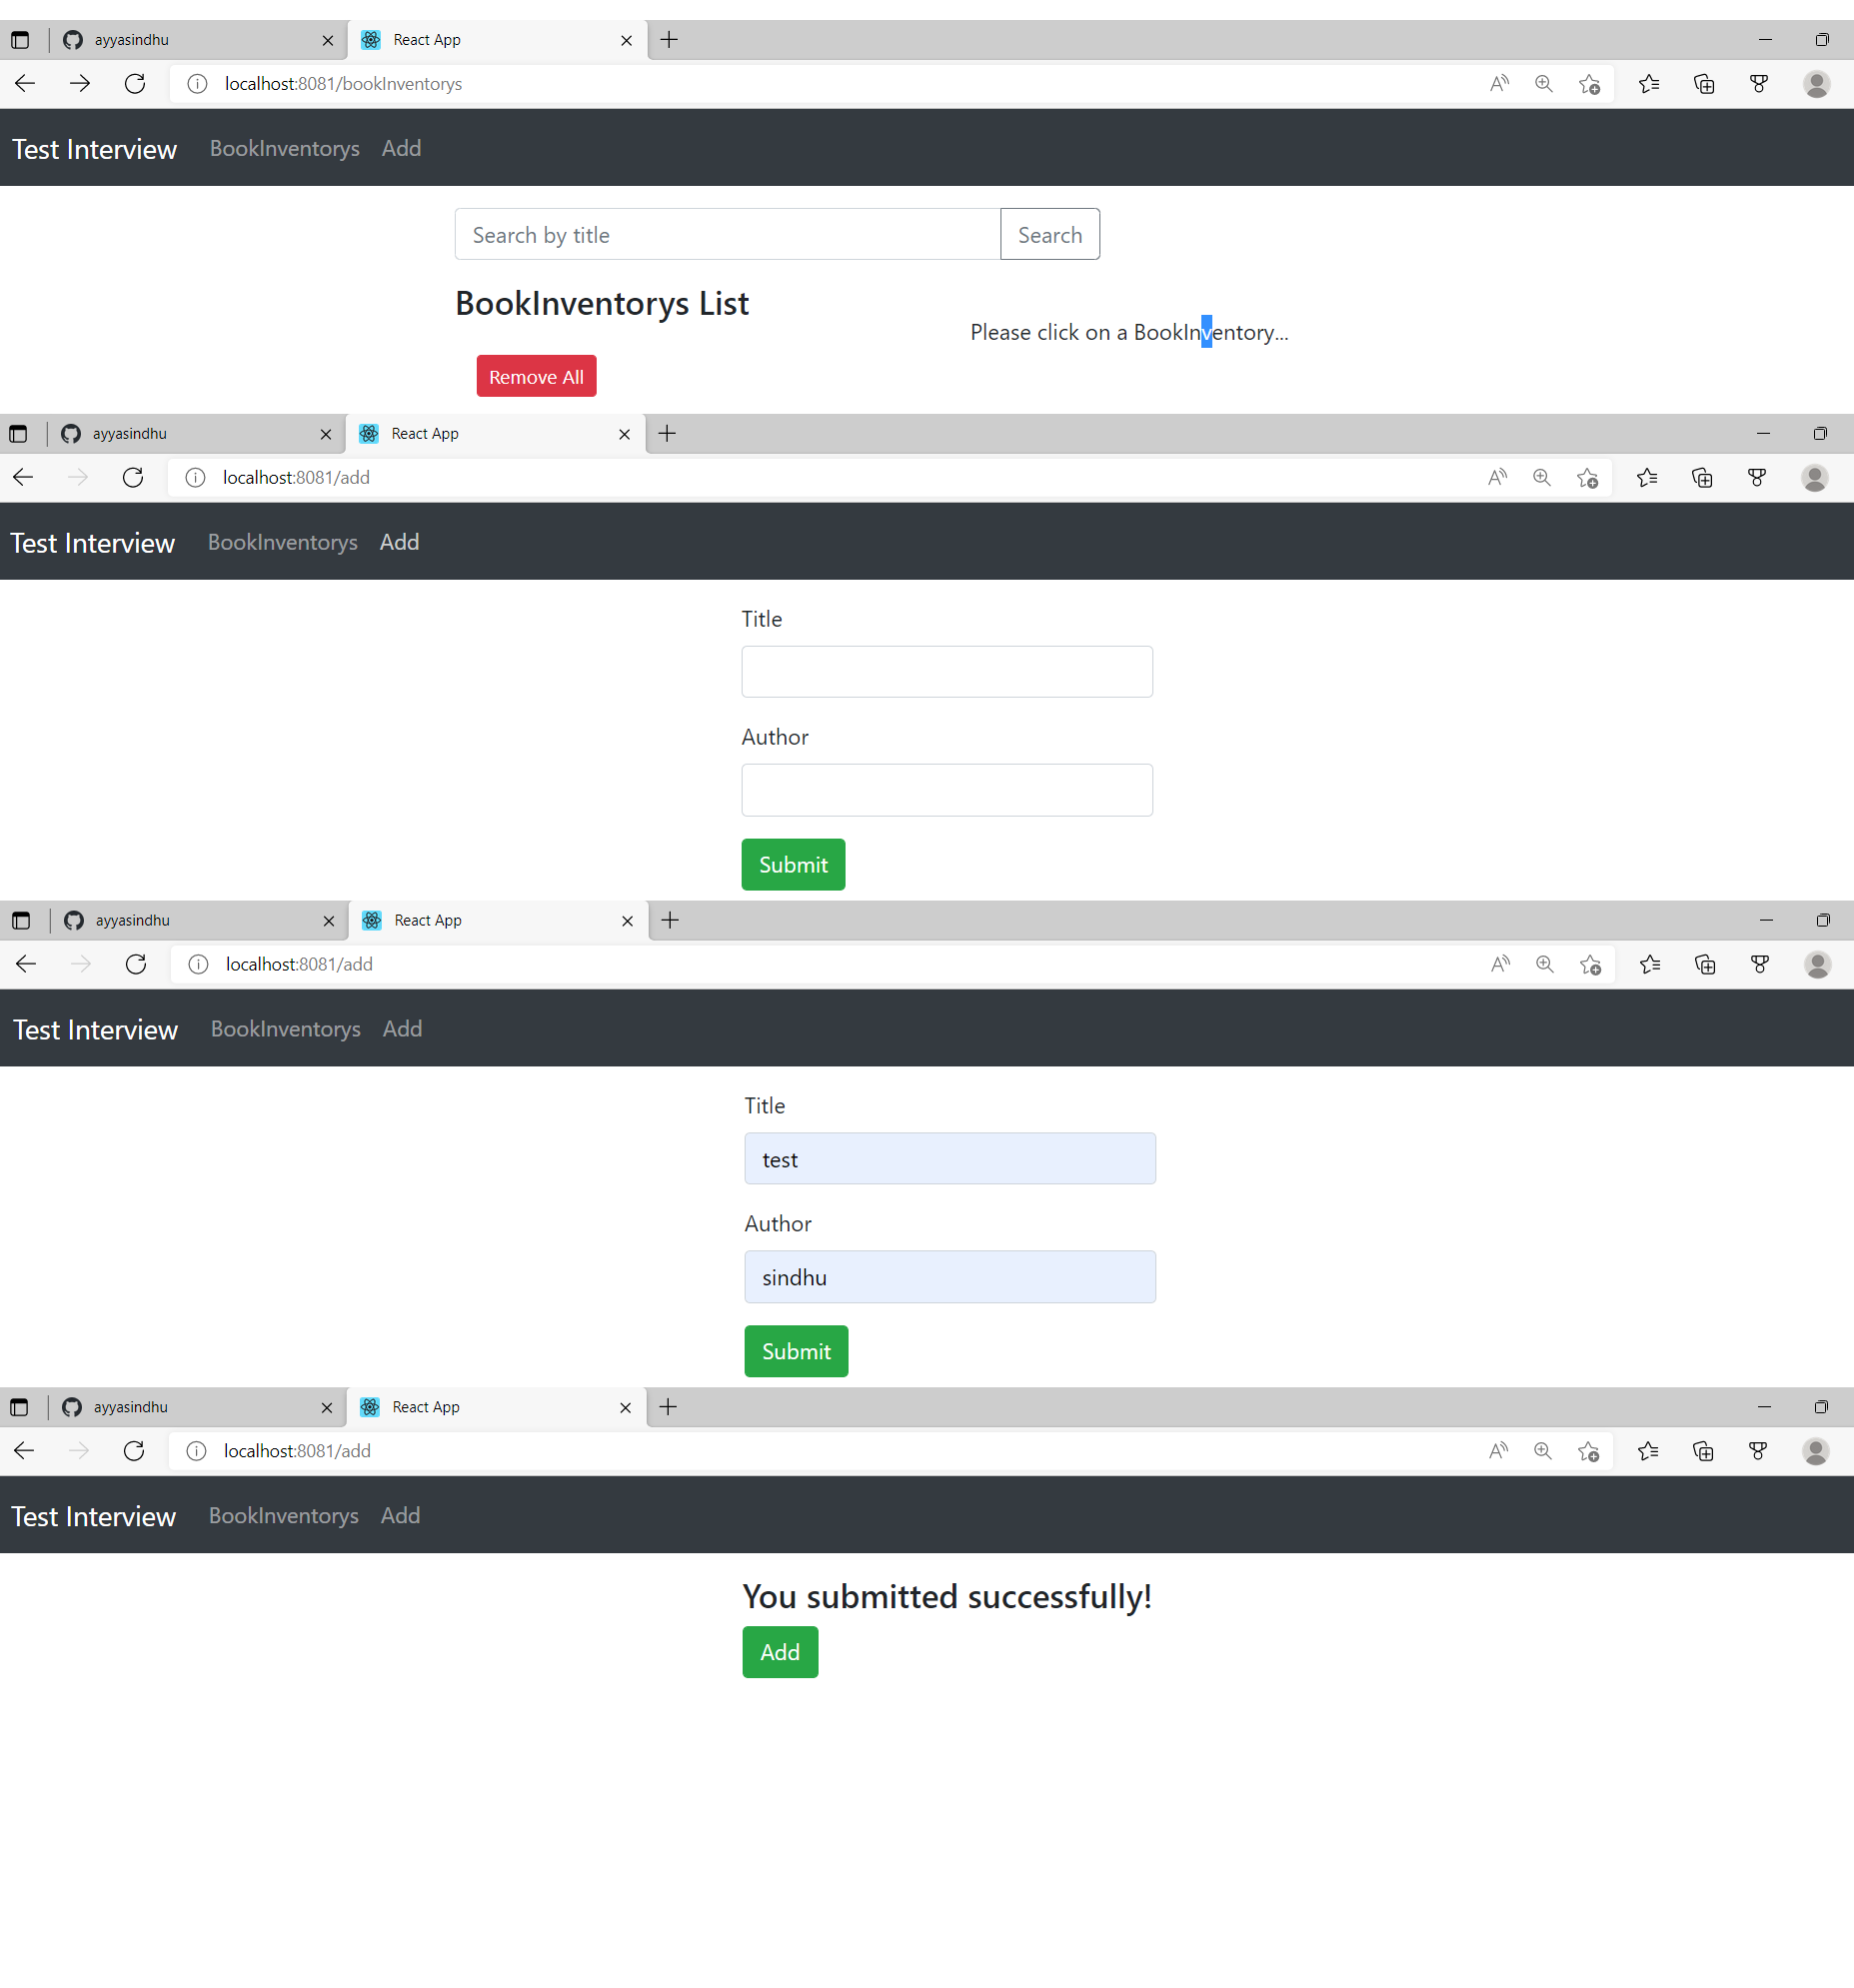 ayyasindhu React App
localhost:8081/bookInventorys
Test Interview BookInventorys Add
Search by title Search
BookInventorys List
Please click on a BookInventory...
Remove All
ayyasindhu React App
localhost:8081/add
Test Interview BookInventorys Add
Title
Author
Submit
ayyasindhu React App
localhost:8081/add
Test Interview BookInventorys Add
Title
test
Author
sindhu
Submit
ayyasindhu React App
localhost:8081/add
Test Interview BookInventorys Add
You submitted successfully!
Add